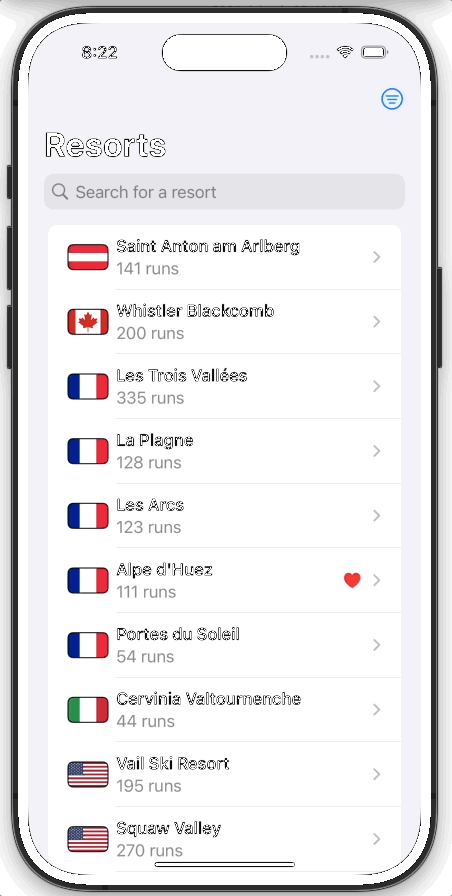 8:22
Resorts
Search for a resort
Saint Anton am Arlberg
141 runs
Whistler Blackcomb
200 runs
Les Trois Vallées
335 runs
La Plagne
128 runs
Les Arcs
123 runs
Alpe d'Huez
111 runs
Portes du Soleil
54 runs
Cervinia Valtournenche
44 runs
Vail Ski Resort
195 runs
Squaw Valley
270 runs